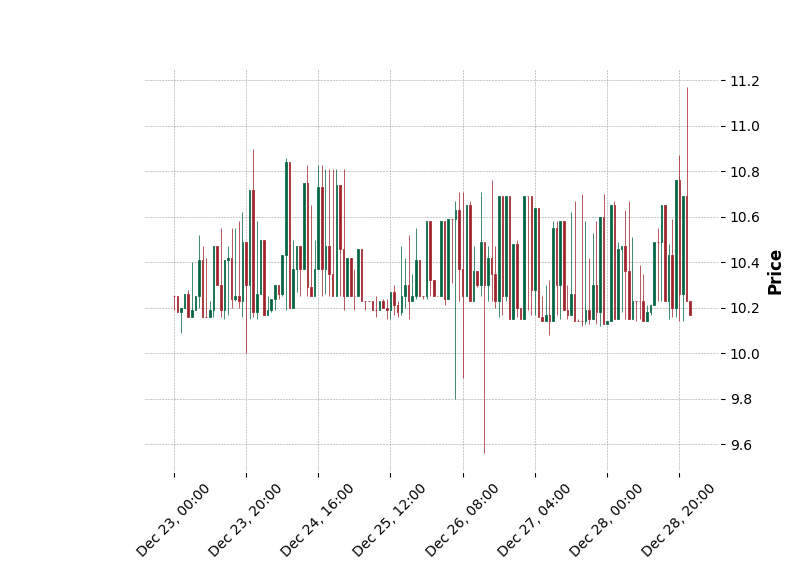 11.2
11.0
10.8
10.6
10.4
10.2
10.0
9.8
9.6
Price
Dec 23, 00:00
Dec 23, 20:00
Dec 24, 16:00
Dec 25, 12:00
Dec 26, 08:00
Dec 27, 04:00
Dec 28, 00:00
Dec 28, 20:00